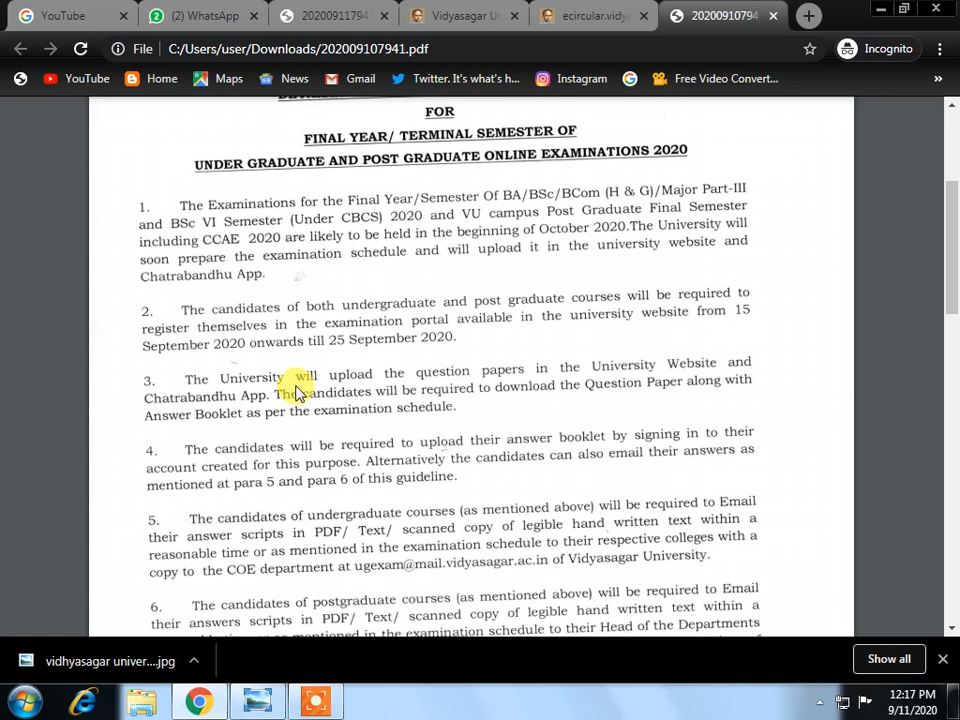 YouTube
(2) WhatsApp
20200911794
Vidyasagar U
ecircular.vidy
2020091079
File
C:/Users/user/Downloads/202009107941.pdf
Incognito
YouTube
Home
Maps
News
Gmail
Twitter. It's what's h...
Instagram
Free Video Convert...
»
FOR
FINAL YEAR/ TERMINAL SEMESTER OF
UNDER GRADUATE AND POST GRADUATE ONLINE EXAMINATIONS 2020
1. The Examinations for the Final Year/Semester Of BA/BSc/BCom (H & G)/Major Part-III
and BSc VI Semester (Under CBCS) 2020 and VU campus Post Graduate Final Semester
including CCAE 2020 are likely to be held in the beginning of October 2020.The University will
soon prepare the examination schedule and will upload it in the university website and
Chatrabandhu App.
2. The candidates of both undergraduate and post graduate courses will be required to
register themselves in the examination portal available in the university website from 15
September 2020 onwards till 25 September 2020.
3. The University will upload the question papers in the University Website and
Chatrabandhu App. The candidates will be required to download the Question Paper along with
Answer Booklet as per the examination schedule.
4. The candidates will be required to upload their answer booklet by signing in to their
account created for this purpose. Alternatively the candidates can also email their answers as
mentioned at para 5 and para 6 of this guideline.
5. The candidates of undergraduate courses (as mentioned above) will be required to Email
their answer scripts in PDF/ Text/ scanned copy of legible hand written text within a
reasonable time or as mentioned in the examination schedule to their respective colleges with a
copy to the COE department at ugexam@mail.vidyasagar.ac.in of Vidyasagar University.
6. The candidates of postgraduate courses (as mentioned above) will be required to Email
their answers scripts in PDF/ Text/ scanned copy of legible hand written text within a
mentioned in the examination schedule to their Head of the Departments
vidhyasagar univer....jpg
Show all
12:17 PM
9/11/2020